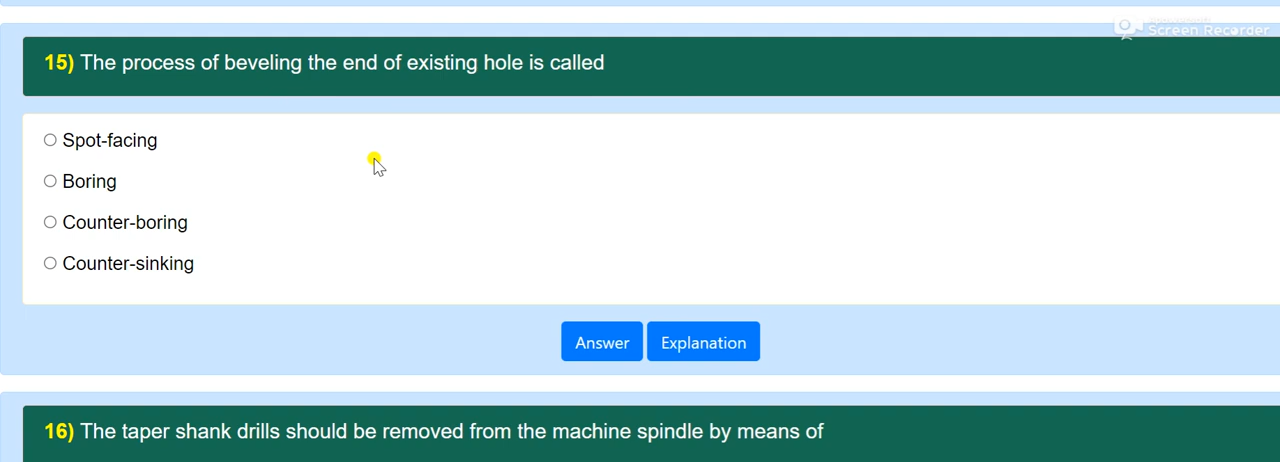 Screen Recorder
15) The process of beveling the end of existing hole is called
Spot-facing
Boring
Counter-boring
Counter-sinking
Answer Explanation
16) The taper shank drills should be removed from the machine spindle by means of